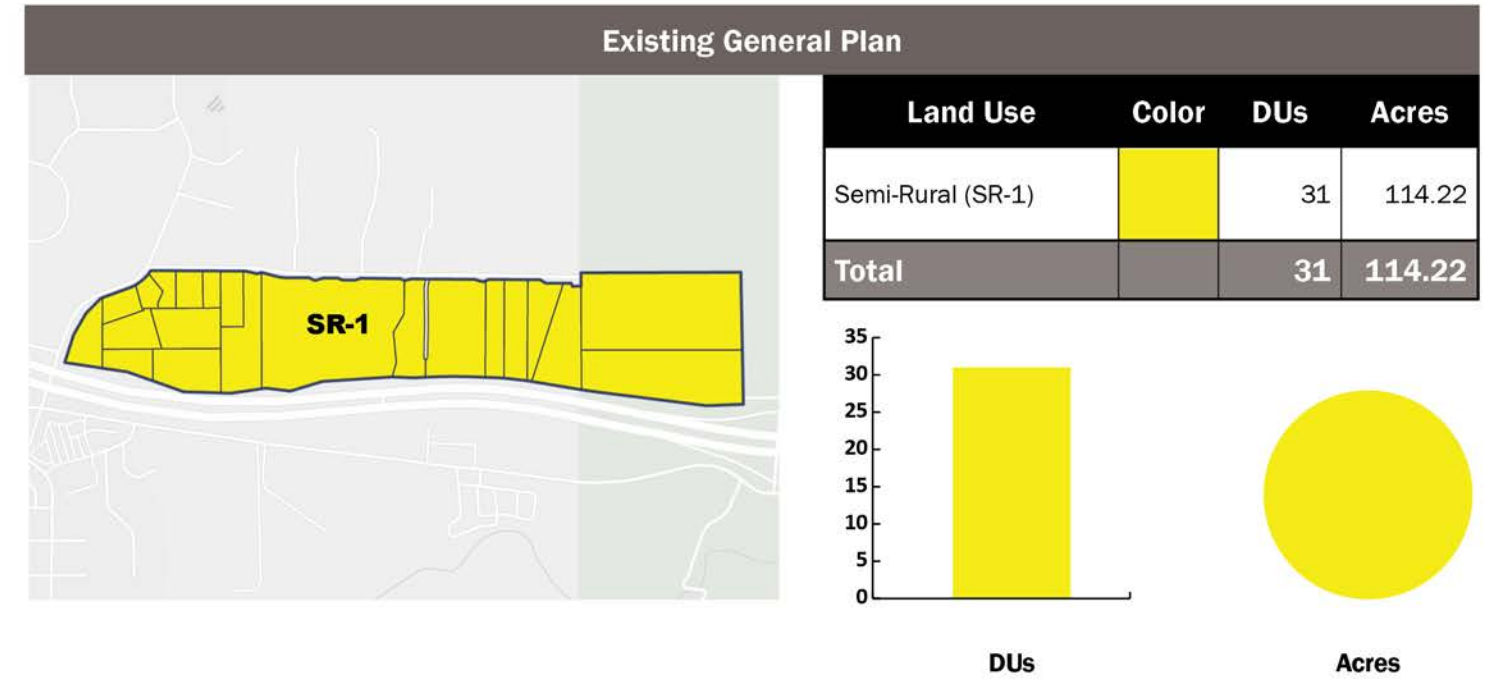 Existing General Plan
Land Use Color DUs Acres
Semi-Rural (SR-1) 31 114.22
Total 31 114.22
SR-1
35
30
25
20
15
10
5
0
DUs
Acres